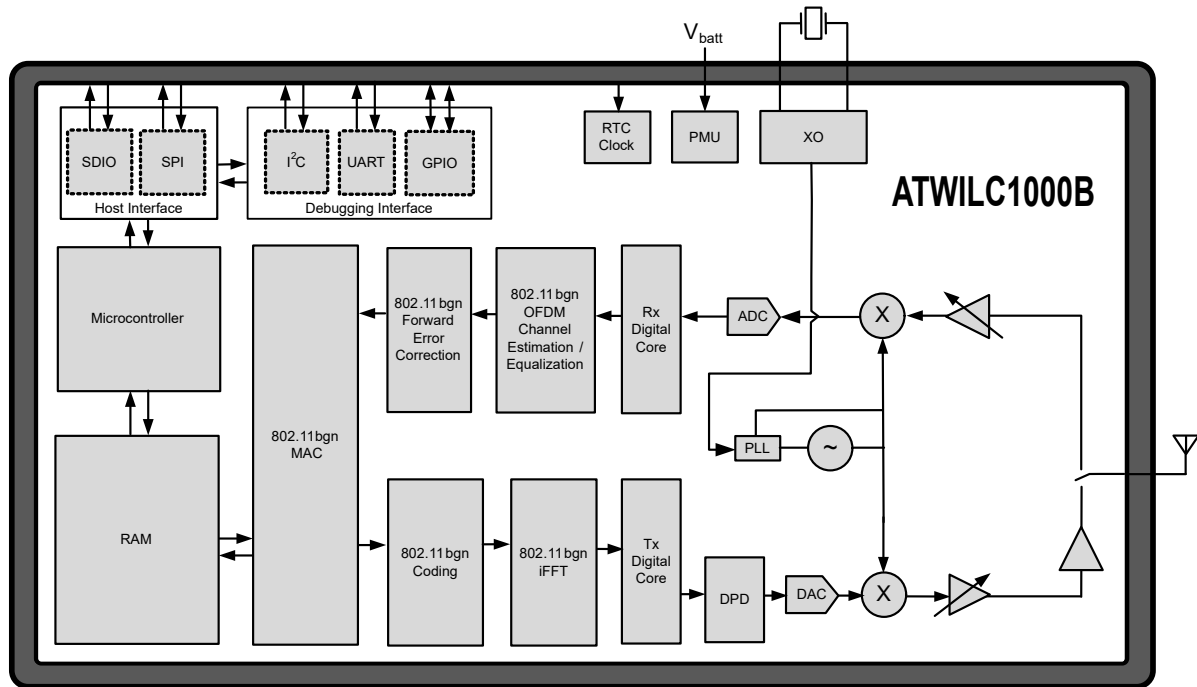 V_batt
RTC
Clock
PMU
XO
SDIO
SPI
I²C
UART
GPIO
Host Interface
Debugging Interface
ATWILC1000B
Microcontroller
802.11bgn
Forward
Error
Correction
802.11bgn
OFDM
Channel
Estimation /
Equalization
Rx
Digital
Core
ADC
X
802.11bgn
MAC
PLL
~
RAM
802.11bgn
Coding
802.11bgn
iFFT
Tx
Digital
Core
DPD
DAC
X